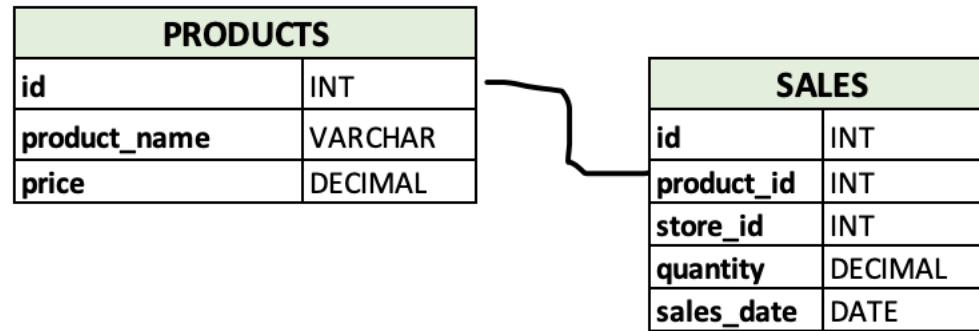 PRODUCTS
id INT
product_name VARCHAR
price DECIMAL
SALES
id INT
product_id INT
store_id INT
quantity DECIMAL
sales_date DATE